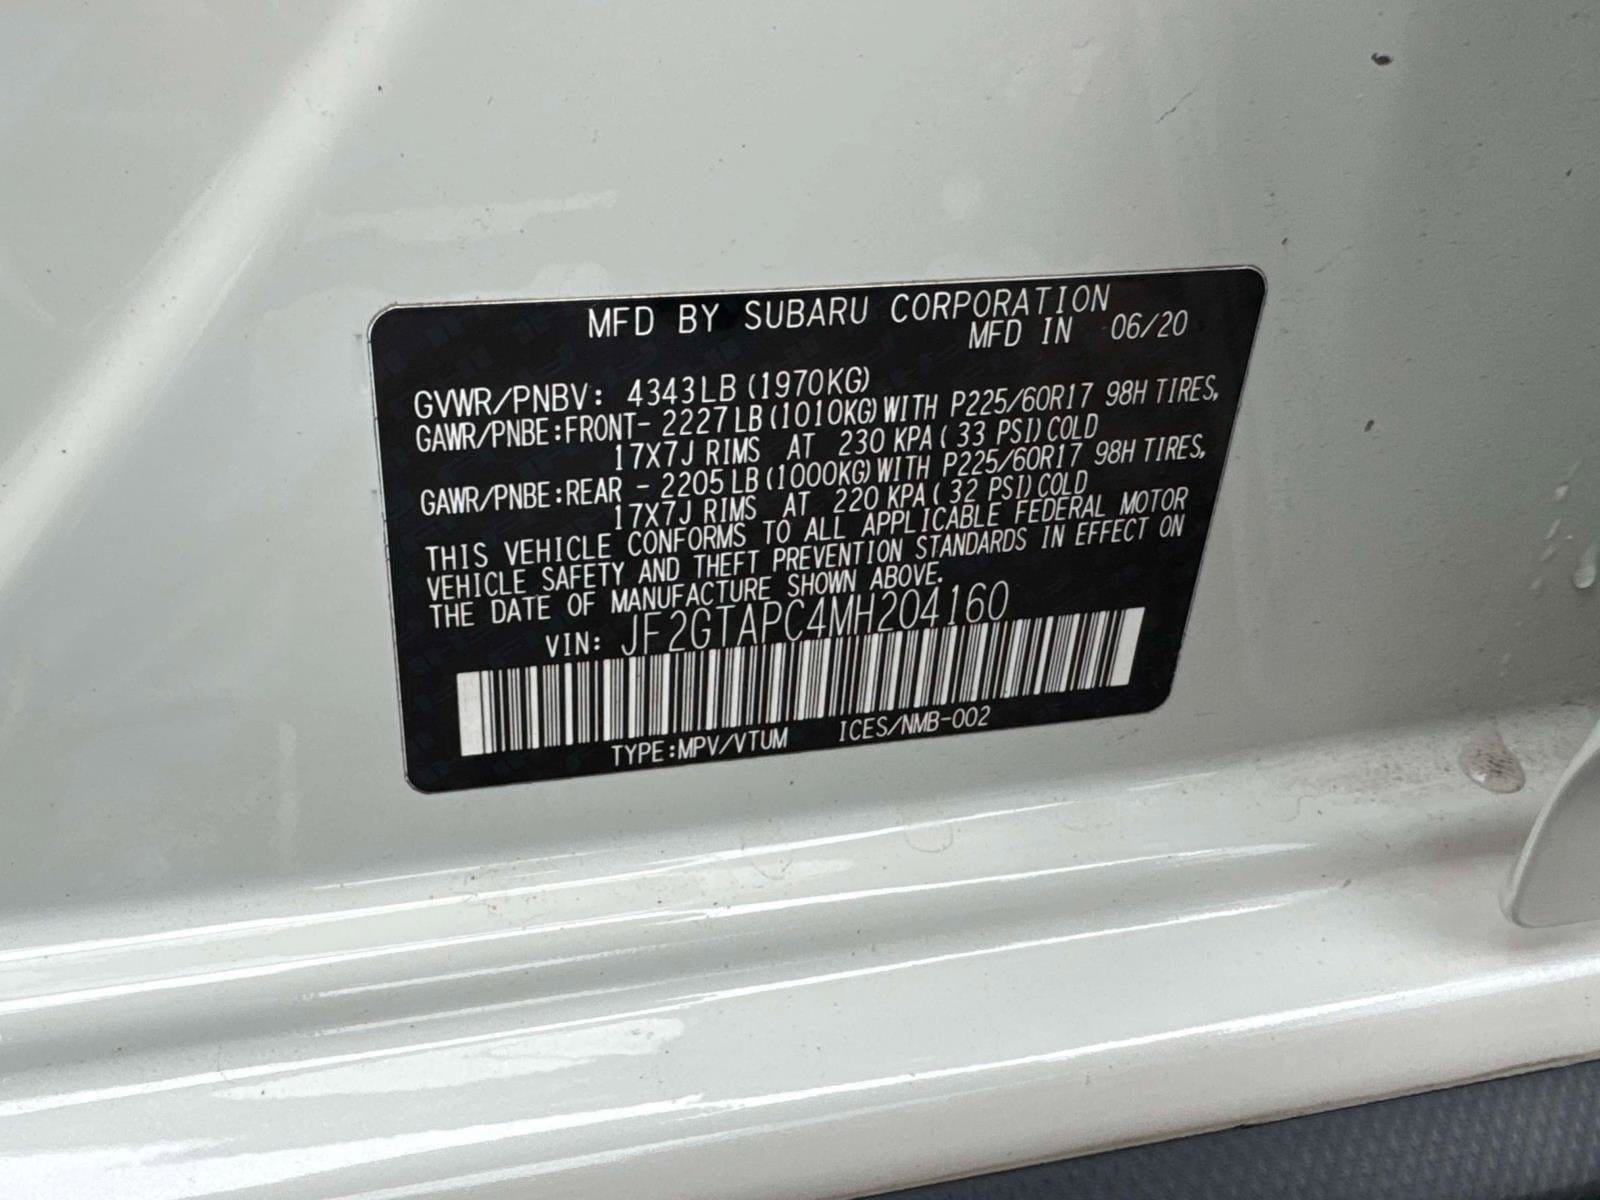 MFD BY SUBARU CORPORATION
MFD IN 06/20
GVWR/PNBV: 4343LB (1970KG)
GAWR/PNBE:FRONT- 2227LB (1010KG) WITH P225/60R17 98H TIRES,
17X7J RIMS AT 230 KPA ( 33 PSI) COLD
GAWR/PNBE:REAR - 2205LB (1000KG) WITH P225/60R17 98H TIRES,
17X7J RIMS AT 220 KPA ( 32 PSI) COLD
THIS VEHICLE CONFORMS TO ALL APPLICABLE FEDERAL MOTOR
VEHICLE SAFETY AND THEFT PREVENTION STANDARDS IN EFFECT ON
THE DATE OF MANUFACTURE SHOWN ABOVE.
VIN: JF2GTAPC4MH204160
TYPE:MPV/VTUM ICES/NMB-002